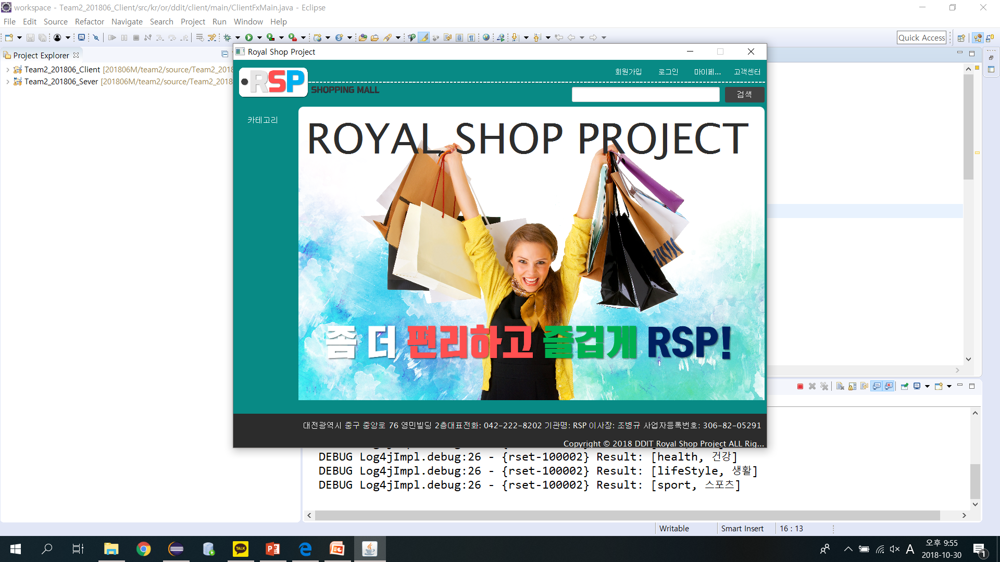 workspace - Team2_201806_Client/src/kr/or/ddit/client/main/ClientFxMain.java - Eclipse
File Edit Source Refactor Navigate Search Project Run Window Help
Quick Access
Project Explorer
Team2_201806_Client [201806M/team2/source/Team2_201
Team2_201806_Sever [201806M/team2/source/Team2_2018
Royal Shop Project
회원가입 로그인 마이페... 고객센터
RSP
SHOPPING MALL
검색
카테고리
ROYAL SHOP PROJECT
좀 더 편리하고 즐겁게 RSP!
대전광역시 중구 중앙로 76 영민빌딩 2층대표전화: 042-222-8202 기관명: RSP 이사장: 조병규 사업자등록번호: 306-82-05291
Copyright © 2018 DDIT Royal Shop Project ALL Rig...
DEBUG Log4jImpl.debug:26 - {rset-100002} Result: [health, 건강]
DEBUG Log4jImpl.debug:26 - {rset-100002} Result: [lifeStyle, 생활]
DEBUG Log4jImpl.debug:26 - {rset-100002} Result: [sport, 스포츠]
Writable Smart Insert 16 : 13
TALK
A
오후 9:55
2018-10-30
1